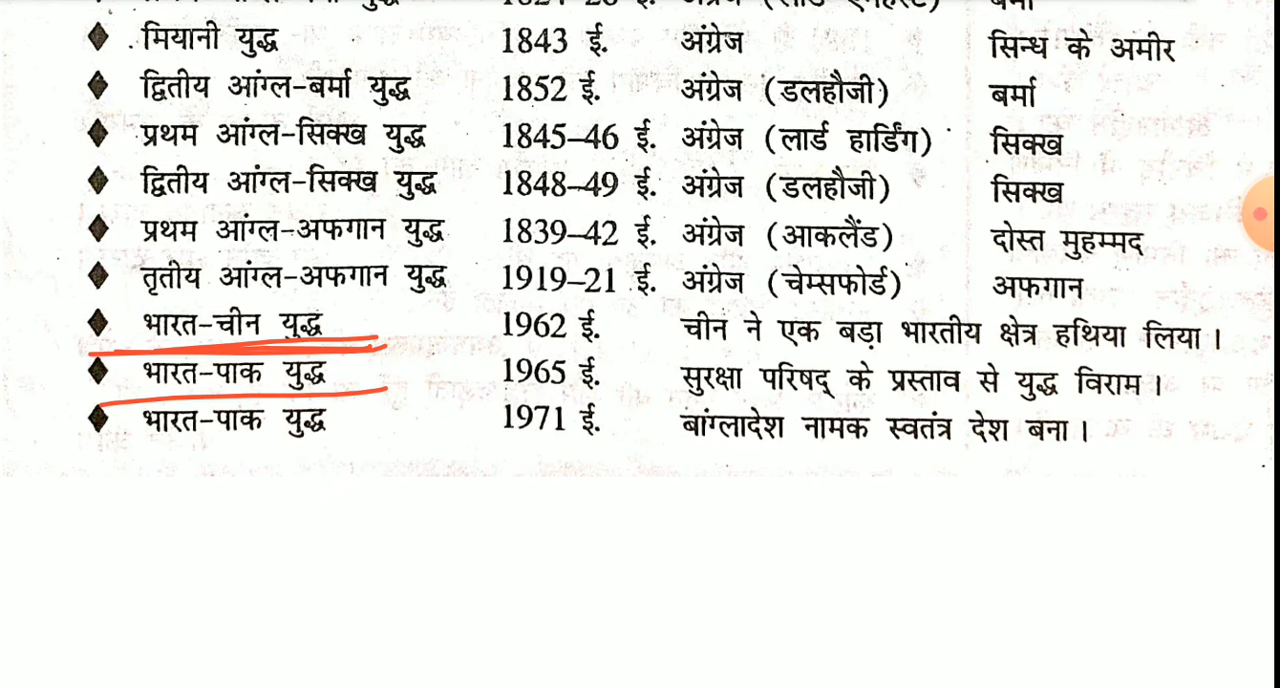 ♦ मियानी युद्ध 1843 ई. अंग्रेज सिन्ध के अमीर
♦ द्वितीय आंग्ल-बर्मा युद्ध 1852 ई. अंग्रेज (डलहौजी) बर्मा
♦ प्रथम आंग्ल-सिक्ख युद्ध 1845-46 ई. अंग्रेज (लार्ड हार्डिंग) सिक्ख
♦ द्वितीय आंग्ल-सिक्ख युद्ध 1848-49 ई. अंग्रेज (डलहौजी) सिक्ख
♦ प्रथम आंग्ल-अफगान युद्ध 1839-42 ई. अंग्रेज (आकलैंड) दोस्त मुहम्मद
♦ तृतीय आंग्ल-अफगान युद्ध 1919-21 ई. अंग्रेज (चेम्सफोर्ड) अफगान
♦ भारत-चीन युद्ध 1962 ई. चीन ने एक बड़ा भारतीय क्षेत्र हथिया लिया।
♦ भारत-पाक युद्ध 1965 ई. सुरक्षा परिषद् के प्रस्ताव से युद्ध विराम।
♦ भारत-पाक युद्ध 1971 ई. बांग्लादेश नामक स्वतंत्र देश बना।